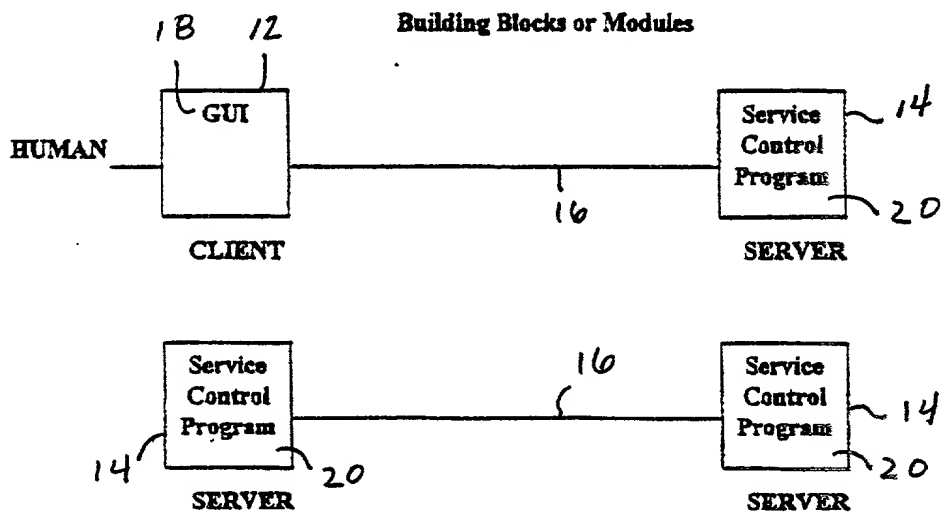 Building Blocks or Modules
18 12
GUI
HUMAN
CLIENT
16
Service
Control
Program
14
20
SERVER
Service
Control
Program
14
20
SERVER
16
Service
Control
Program
14
20
SERVER